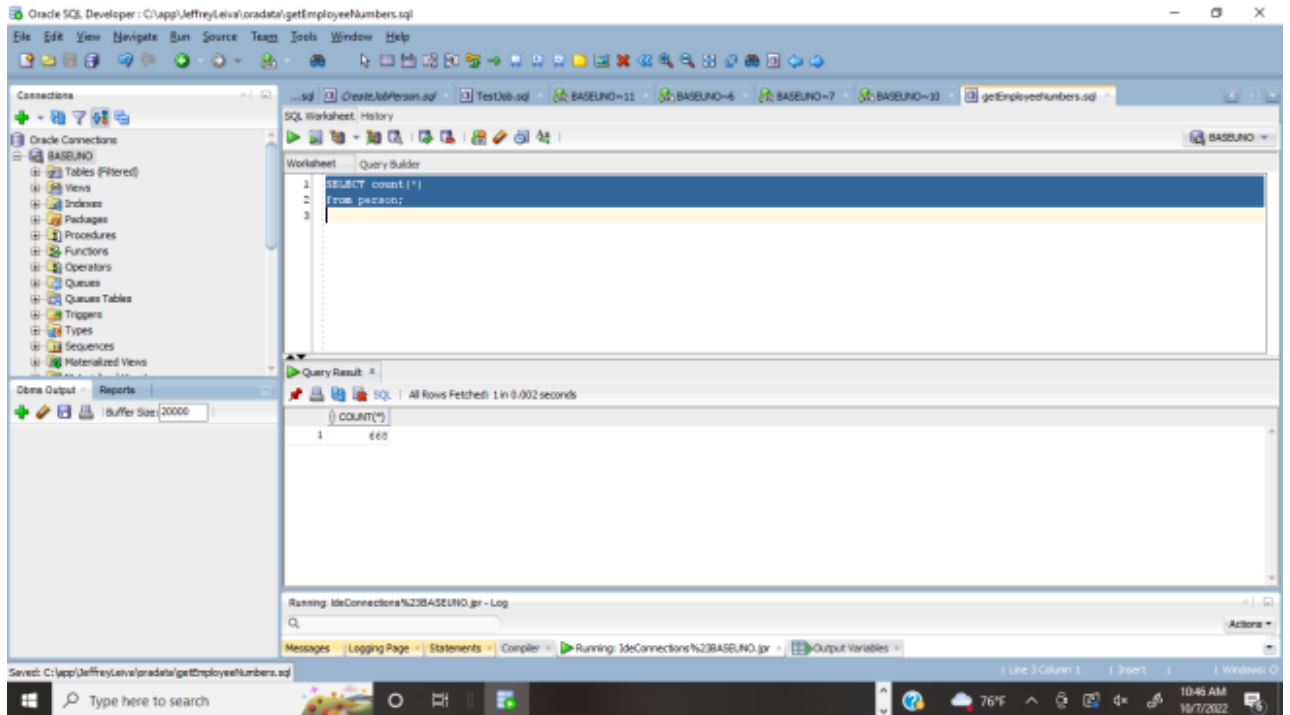 Oracle SQL Developer : C:\app\JeffreyLeiva\oradata\getEmployeeNumbers.sql
File Edit View Navigate Run Source Team Tools Window Help
Connections
...sql CreateJobPerson.sql TestJob.sql BASEUNO~11 BASEUNO~6 BASEUNO~7 BASEUNO~10 getEmployeeNumbers.sql
SQL Worksheet History
Oracle Connections
BASEUNO
BASEUNO
Tables (Filtered)
Views
Indexes
Packages
Procedures
Functions
Operators
Queues
Queues Tables
Triggers
Types
Sequences
Materialized Views
Worksheet Query Builder
1 SELECT count(*)
2 from person;
3
Query Result
SQL | All Rows Fetched: 1 in 0.002 seconds
COUNT(*)
1 668
Dbms Output Reports
Buffer Size: 20000
Running: IdeConnections%23BASEUNO.jpr - Log
Actions
Messages Logging Page Statements Compiler Running: IdeConnections%23BASEUNO.jpr Output Variables
Saved: C:\app\JeffreyLeiva\oradata\getEmployeeNumbers.sql
Line 3 Column 1 | Insert | | Windows: C
Type here to search
76°F
10:46 AM
10/7/2022